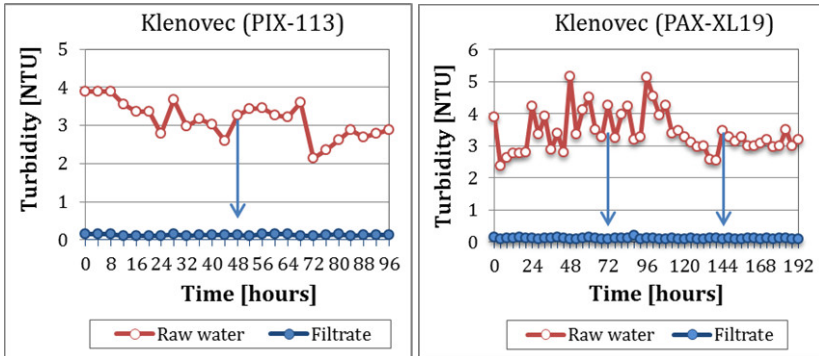 Klenovec (PIX-113)
Turbidity [NTU]
5
4
3
2
1
0
0 8 16 24 32 40 48 56 64 72 80 88 96
Time [hours]
Raw water Filtrate
Klenovec (PAX-XL19)
Turbidity [NTU]
6
5
4
3
2
1
0
0 24 48 72 96 120 144 168 192
Time [hours]
Raw water Filtrate